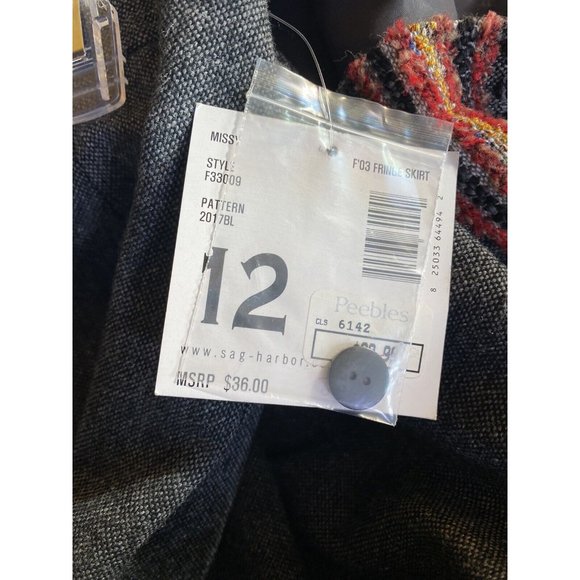 MISSY
F'03 FRINGE SKIRT
STYLE
F33009
PATTERN
2017BL
8 25033 64494 2
12
Peebles
CLS 6142
www.sag-harbor.
MSRP $36.00